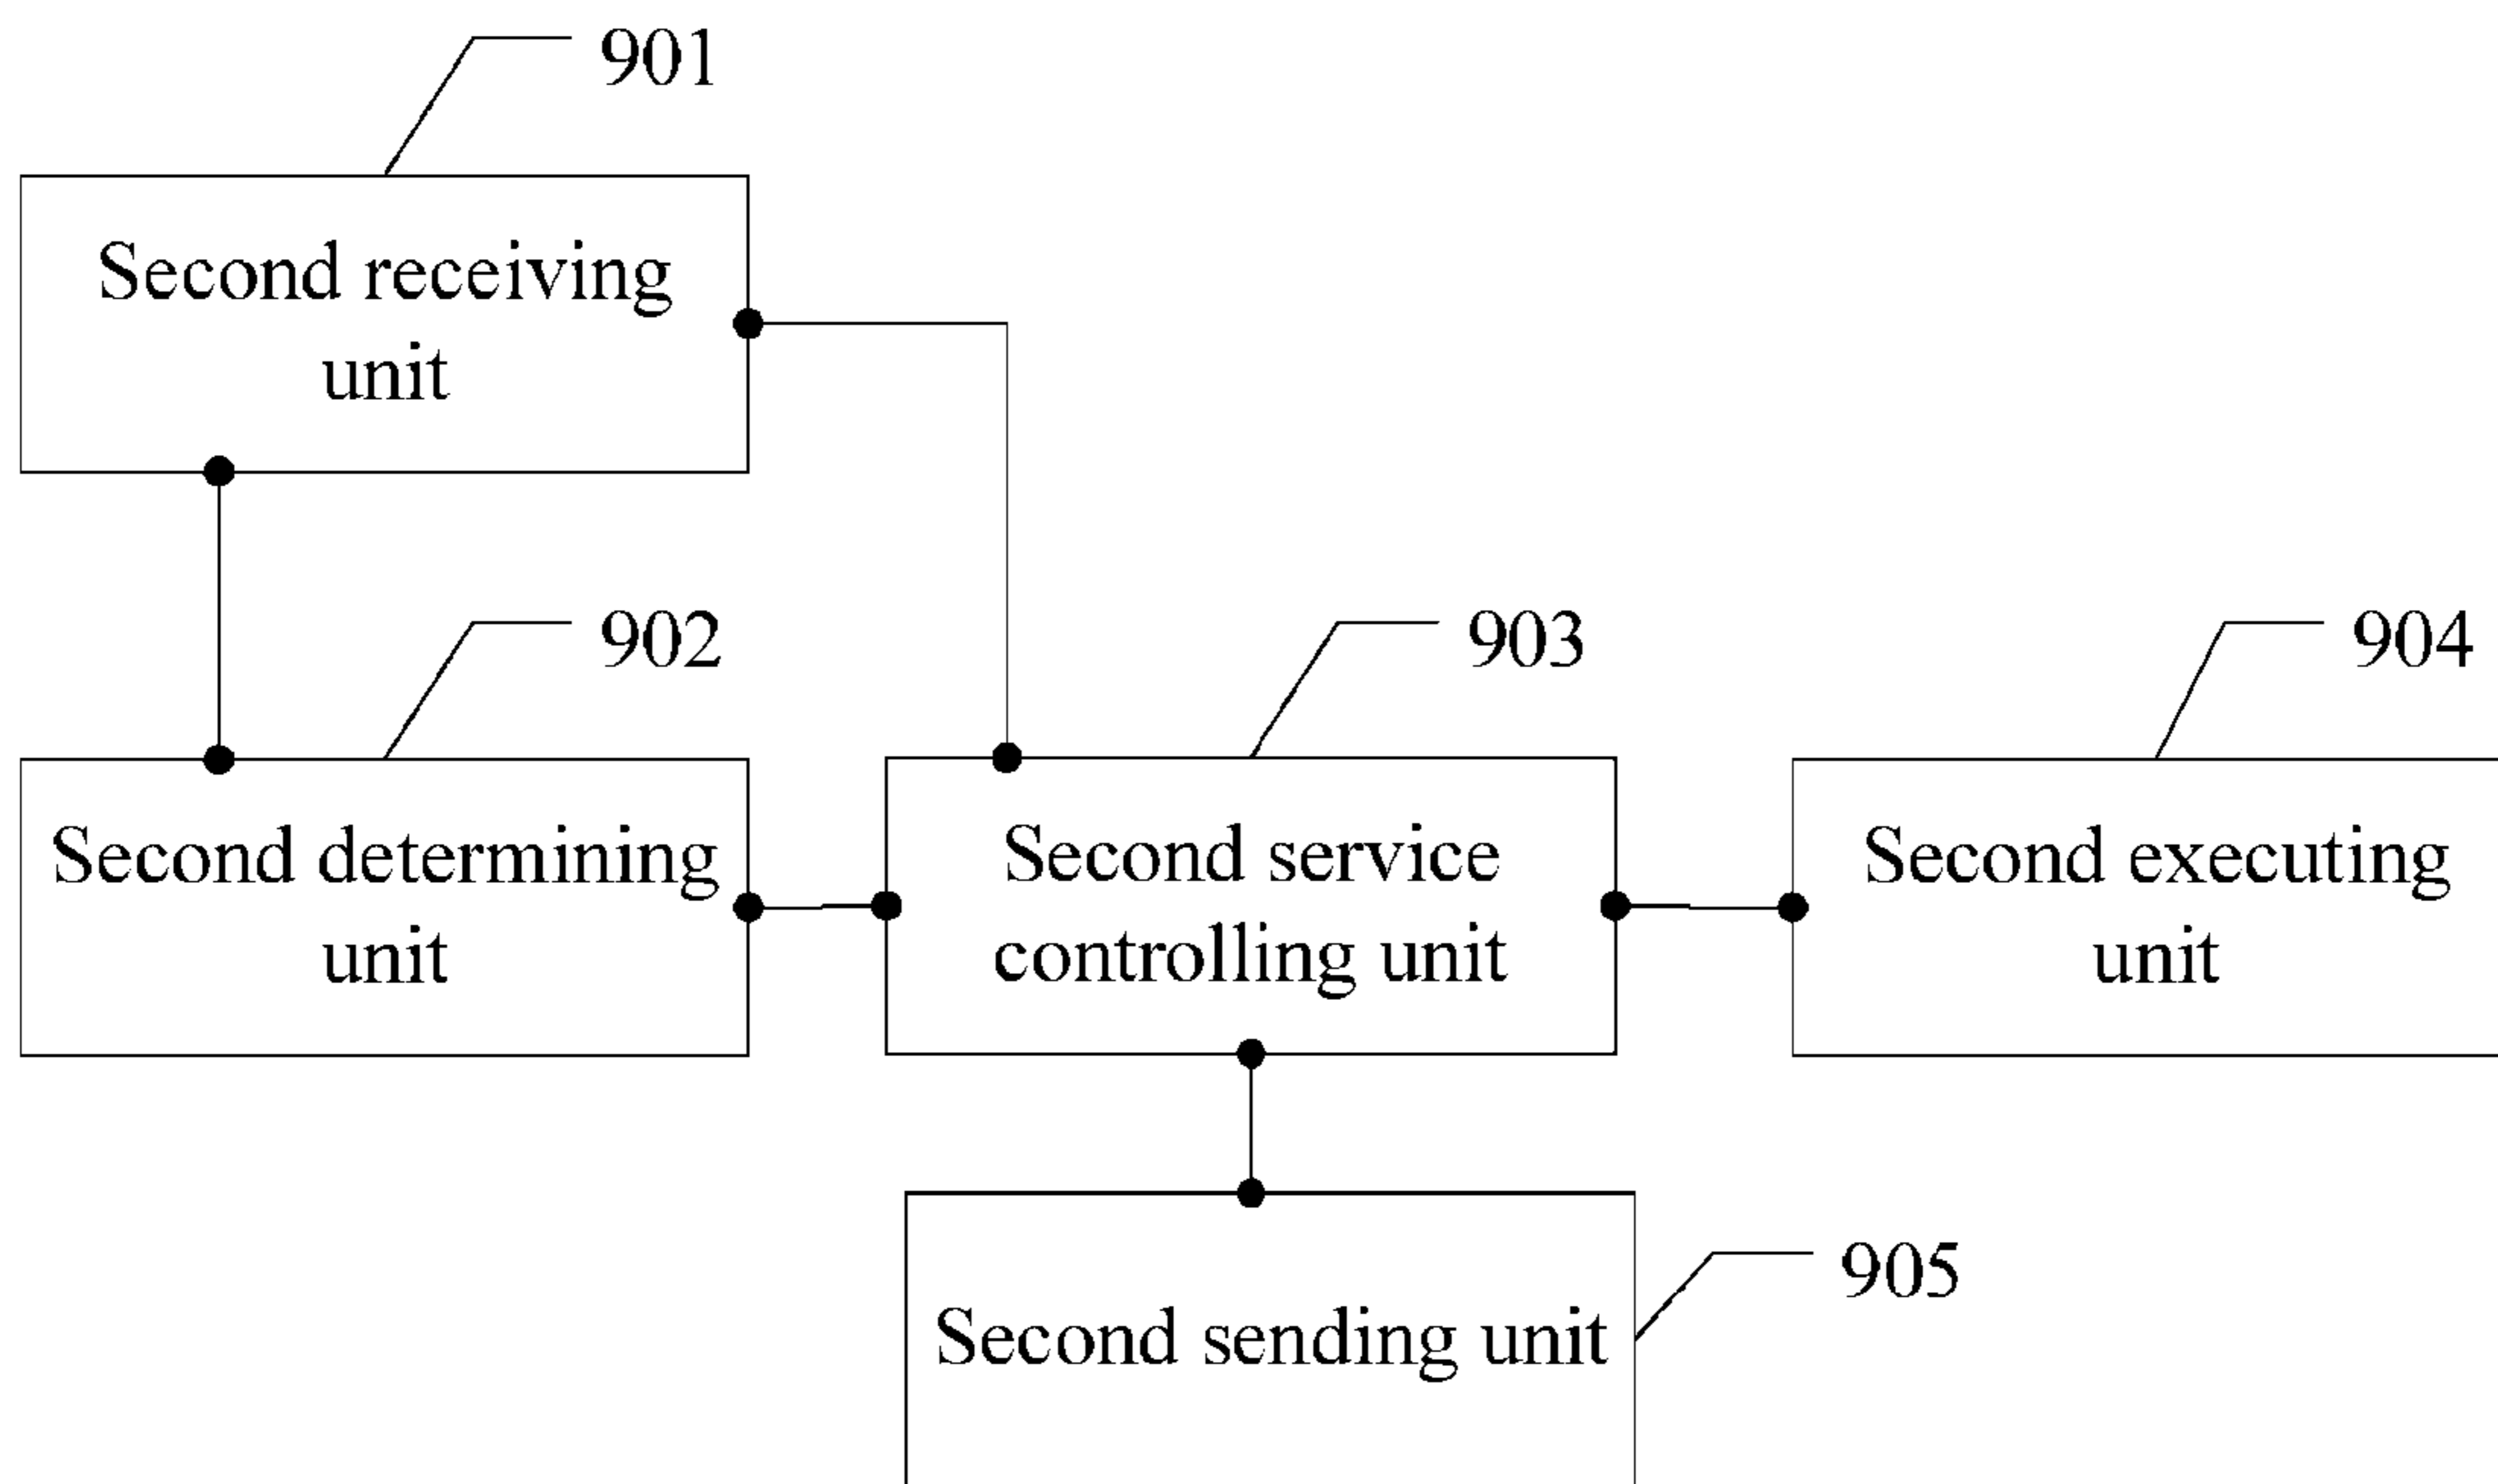 901
Second receiving
unit
902
903
904
Second determining
unit
Second service
controlling unit
Second executing
unit
905
Second sending unit